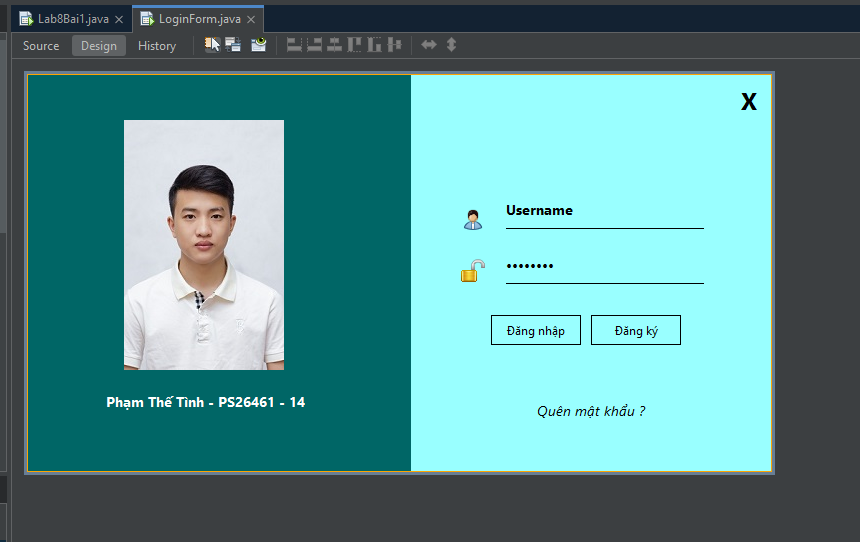 Lab8Bai1.java
LoginForm.java
Source Design History
X
Username
Đăng nhập
Đăng ký
Phạm Thế Tình - PS26461 - 14
Quên mật khẩu ?